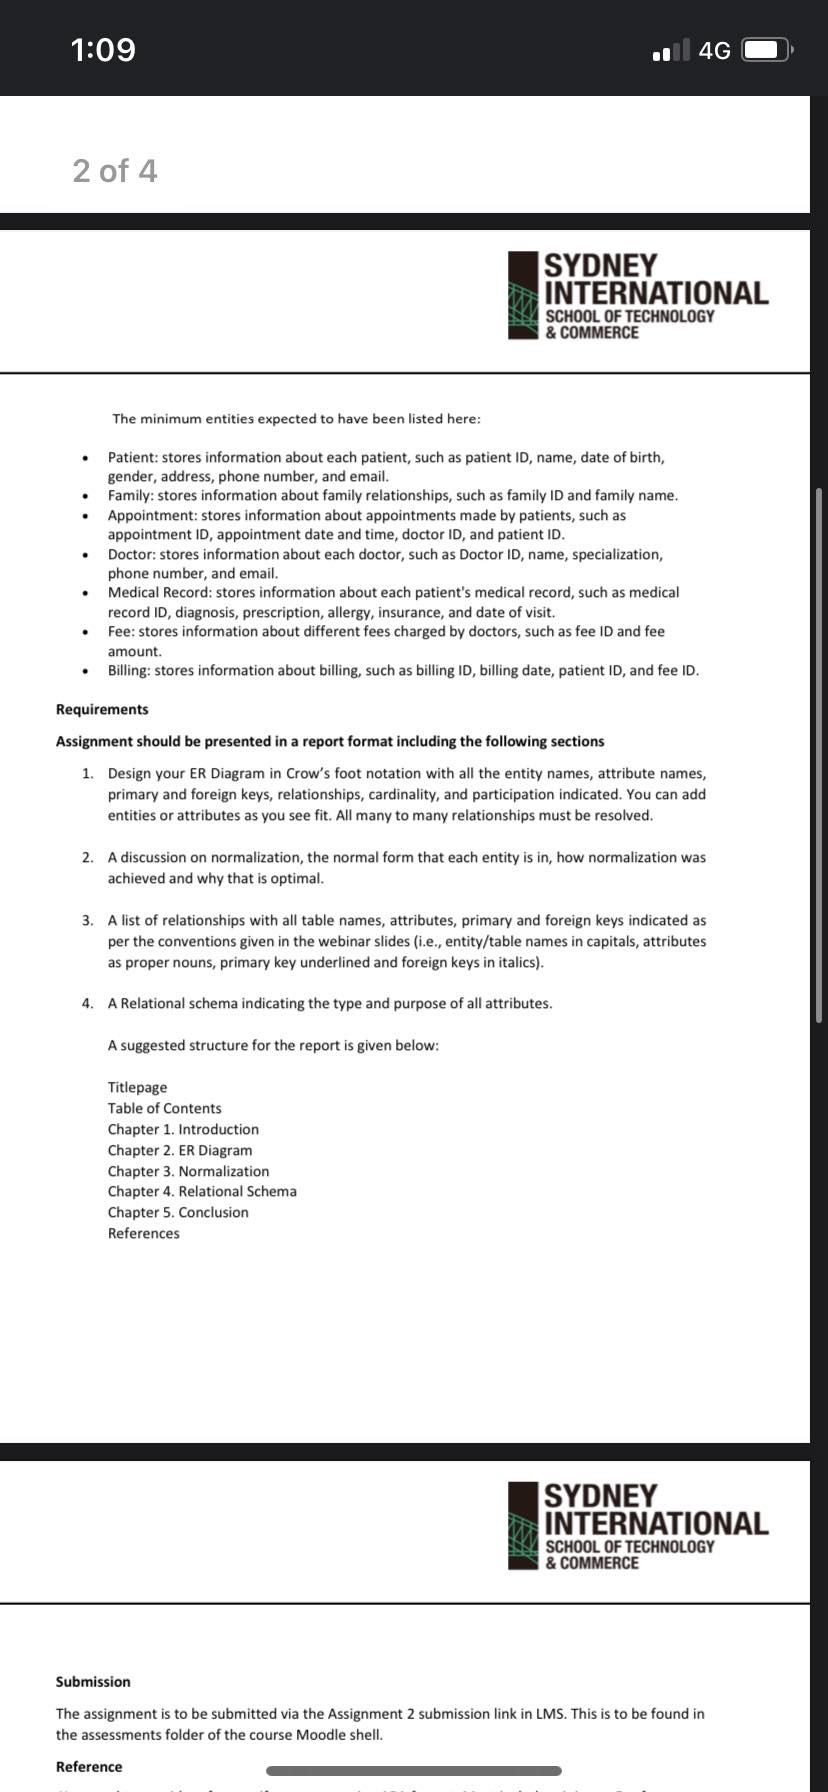 1:09
4G
2 of 4
SYDNEY
INTERNATIONAL
SCHOOL OF TECHNOLOGY
& COMMERCE
The minimum entities expected to have been listed here:
• Patient: stores information about each patient, such as patient ID, name, date of birth,
gender, address, phone number, and email.
• Family: stores information about family relationships, such as family ID and family name.
• Appointment: stores information about appointments made by patients, such as
appointment ID, appointment date and time, doctor ID, and patient ID.
• Doctor: stores information about each doctor, such as Doctor ID, name, specialization,
phone number, and email.
• Medical Record: stores information about each patient's medical record, such as medical
record ID, diagnosis, prescription, allergy, insurance, and date of visit.
• Fee: stores information about different fees charged by doctors, such as fee ID and fee
amount.
• Billing: stores information about billing, such as billing ID, billing date, patient ID, and fee ID.
Requirements
Assignment should be presented in a report format including the following sections
1. Design your ER Diagram in Crow’s foot notation with all the entity names, attribute names,
primary and foreign keys, relationships, cardinality, and participation indicated. You can add
entities or attributes as you see fit. All many to many relationships must be resolved.
2. A discussion on normalization, the normal form that each entity is in, how normalization was
achieved and why that is optimal.
3. A list of relationships with all table names, attributes, primary and foreign keys indicated as
per the conventions given in the webinar slides (i.e., entity/table names in capitals, attributes
as proper nouns, primary key underlined and foreign keys in italics).
4. A Relational schema indicating the type and purpose of all attributes.
A suggested structure for the report is given below:
Titlepage
Table of Contents
Chapter 1. Introduction
Chapter 2. ER Diagram
Chapter 3. Normalization
Chapter 4. Relational Schema
Chapter 5. Conclusion
References
SYDNEY
INTERNATIONAL
SCHOOL OF TECHNOLOGY
& COMMERCE
Submission
The assignment is to be submitted via the Assignment 2 submission link in LMS. This is to be found in
the assessments folder of the course Moodle shell.
Reference